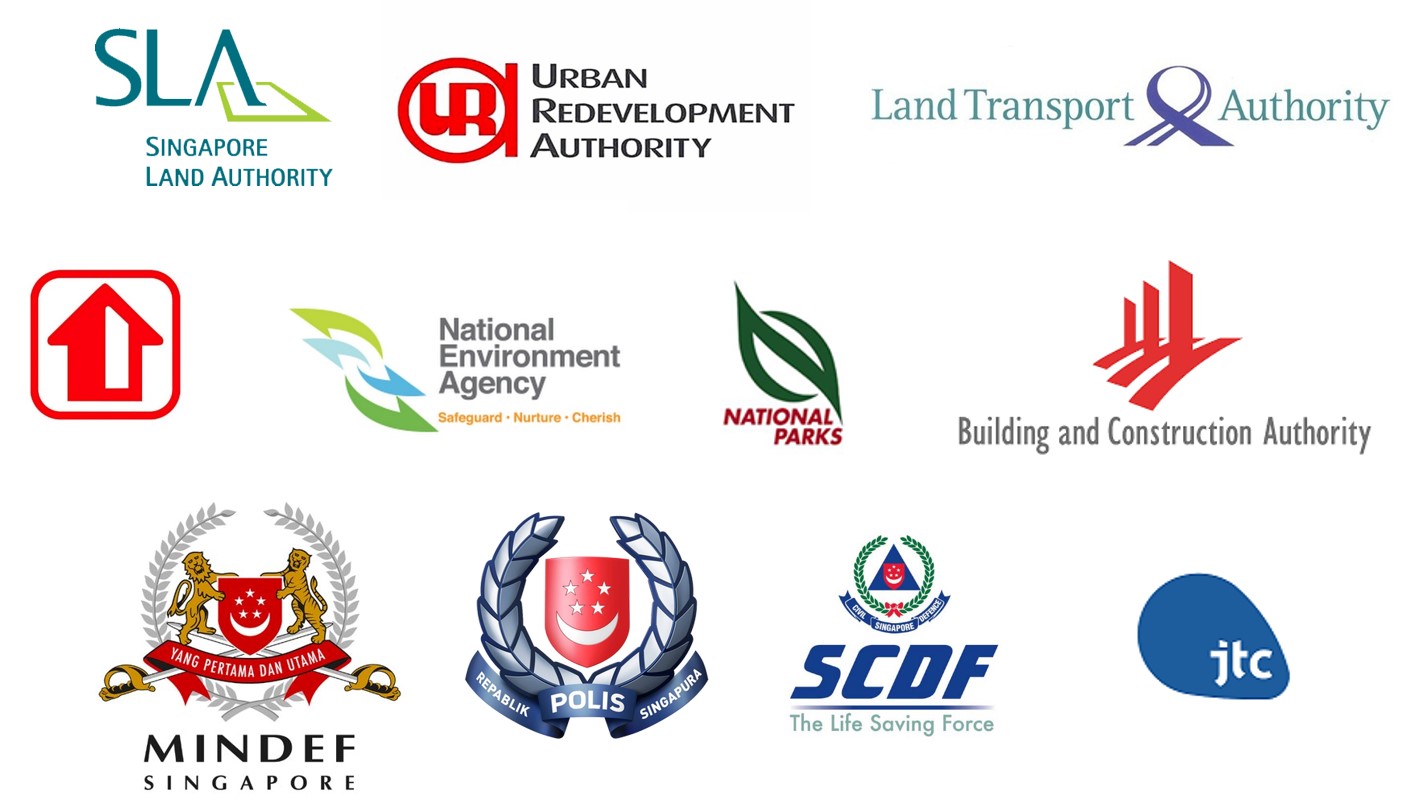 SLA
SINGAPORE
LAND AUTHORITY
URa
URBAN
REDEVELOPMENT
AUTHORITY
Land Transport Authority
National
Environment
Agency
Safeguard · Nurture · Cherish
NATIONAL
PARKS
Building and Construction Authority
YANG PERTAMA DAN UTAMA
MINDEF
SINGAPORE
REPABLIK POLIS SINGAPURA
CIVIL SINGAPORE DEFENCE
SCDF
The Life Saving Force
jtc